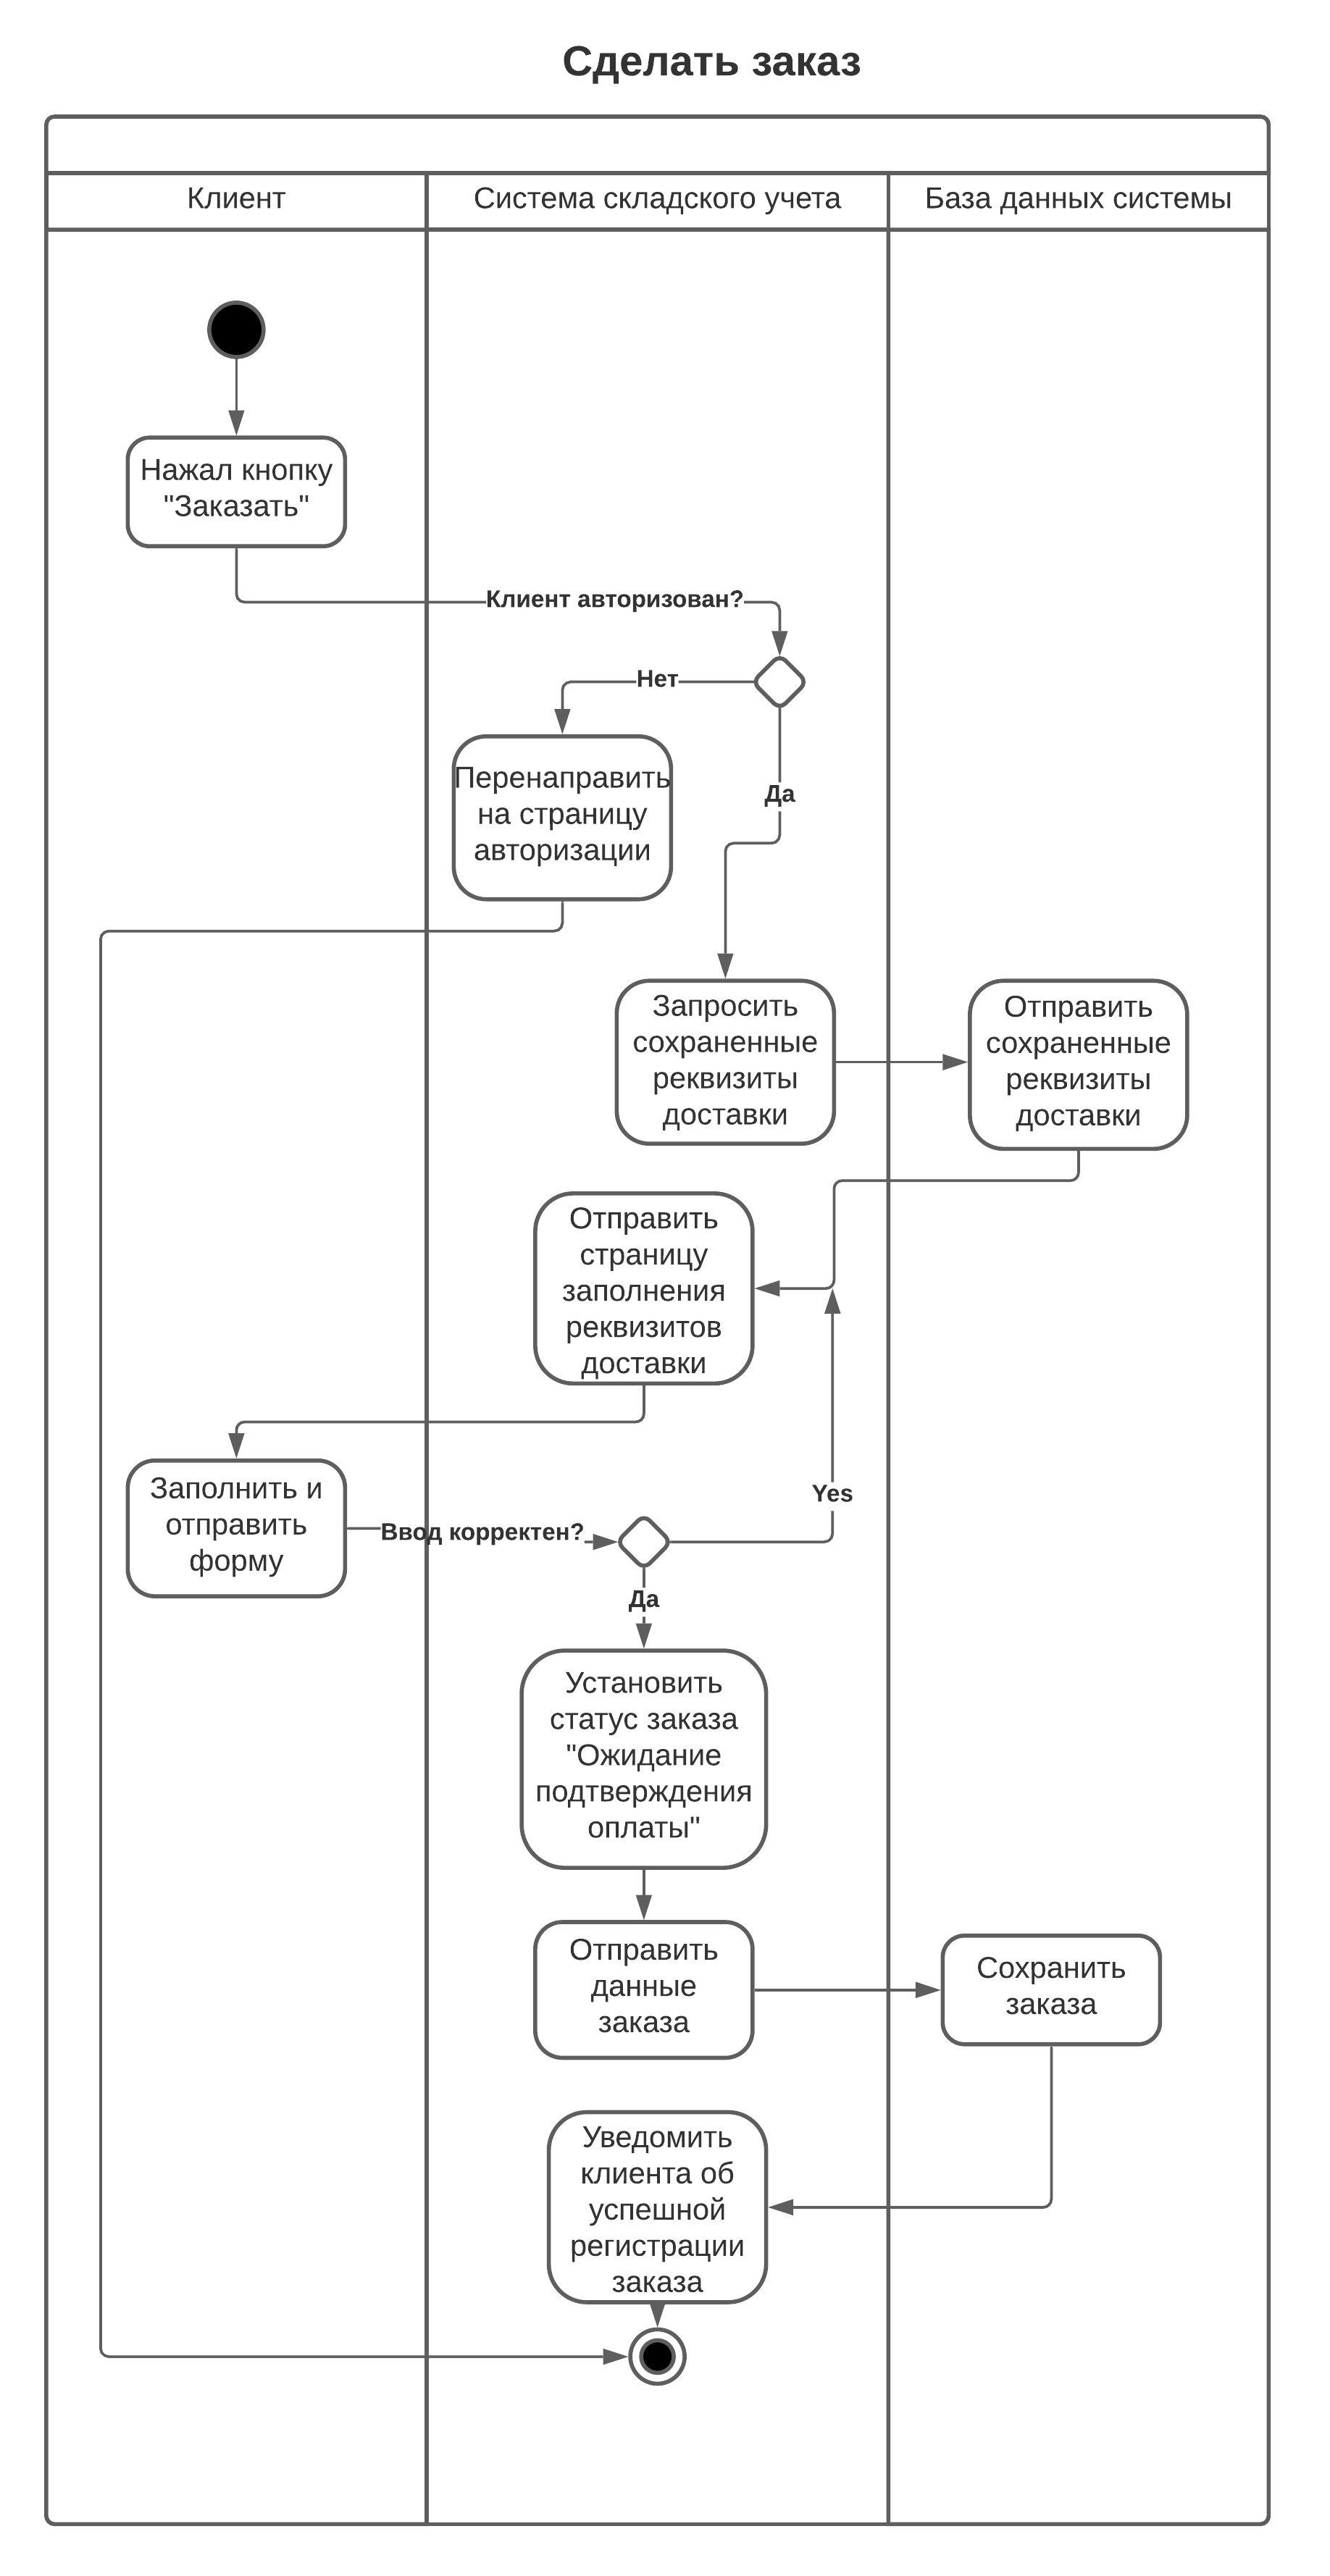 Сделать заказ
Клиент
Система складского учета
База данных системы
Нажал кнопку
"Заказать"
Клиент авторизован?
Нет
Перенаправить
на страницу
авторизации
Да
Запросить
сохраненные
реквизиты
доставки
Отправить
сохраненные
реквизиты
доставки
Отправить
страницу
заполнения
реквизитов
доставки
Заполнить и
отправить
форму
Ввод корректен?
Yes
Да
Установить
статус заказа
"Ожидание
подтверждения
оплаты"
Отправить
данные
заказа
Сохранить
заказа
Уведомить
клиента об
успешной
регистрации
заказа